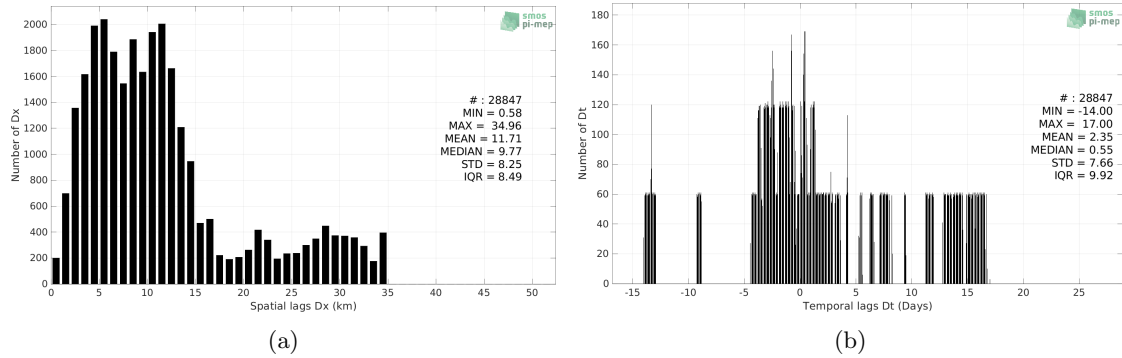 2000
1800
1600
1400
1200
1000
800
600
400
200
0
Number of Dx
0 5 10 15 20 25 30 35 40 45 50
Spatial lags Dx (km)
smos
pi-mep
# : 28847
MIN = 0.58
MAX = 34.96
MEAN = 11.71
MEDIAN = 9.77
STD = 8.25
IQR = 8.49
(a)
180
160
140
120
100
80
60
40
20
0
Number of Dt
-15 -10 -5 0 5 10 15 20 25
Temporal lags Dt (Days)
smos
pi-mep
# : 28847
MIN = -14.00
MAX = 17.00
MEAN = 2.35
MEDIAN = 0.55
STD = 7.66
IQR = 9.92
(b)